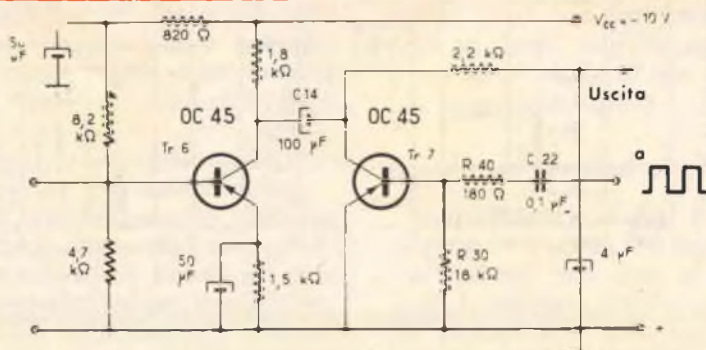 820 Ω
Vcc = - 10 V
µF
1,8 kΩ
2,2 kΩ
Uscita
8,2 kΩ
OC 45
C 14
100 µF
OC 45
Tr 6
Tr 7
R 40
180 Ω
C 22
0,1 µF
a
4,7 kΩ
50 µF
1,5 kΩ
R 30
18 kΩ
4 µF
+